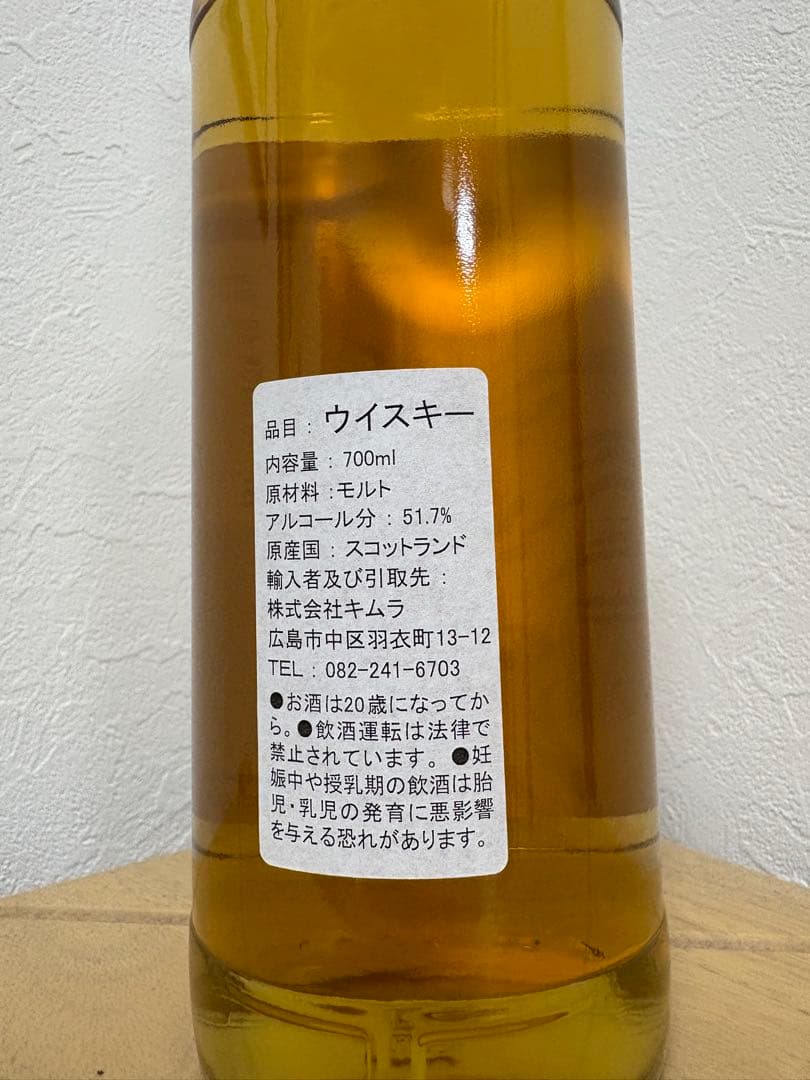 品目 : ウイスキー
内容量 : 700ml
原材料 :モルト
アルコール分 : 51.7%
原産国 : スコットランド
輸入者及び引取先 :
株式会社キムラ
広島市中区羽衣町13-12
TEL : 082-241-6703
●お酒は20歳になってか
ら。●飲酒運転は法律で
禁止されています。●妊
娠中や授乳期の飲酒は胎
児・乳児の発育に悪影響
を与える恐れがあります。